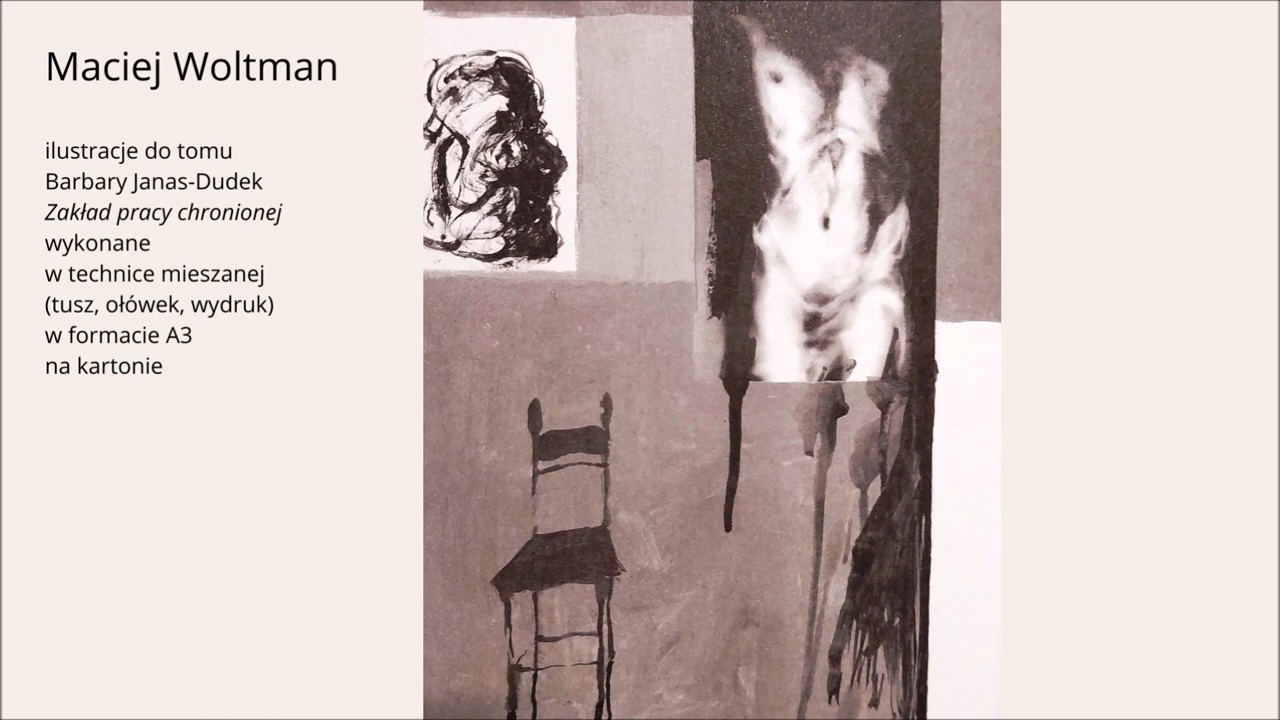 Maciej Woltman
ilustracje do tomu
Barbary Janas-Dudek
Zakład pracy chronionej
wykonane
w technice mieszanej
(tusz, ołówek, wydruk)
w formacie A3
na kartonie